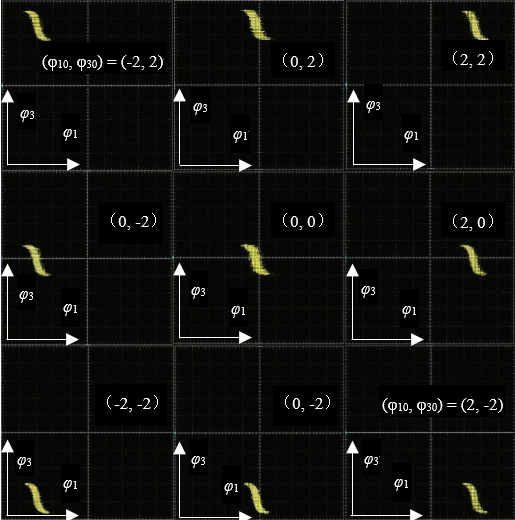 (φ10, φ30) = (-2, 2)
(0, 2)
(2, 2)
φ3
φ1
φ3
φ1
φ3
φ1
(0, -2)
(0, 0)
(2, 0)
φ3
φ1
φ3
φ1
φ3
φ1
(-2, -2)
(0, -2)
(φ10, φ30) = (2, -2)
φ3
φ1
φ3
φ1
φ3
φ1